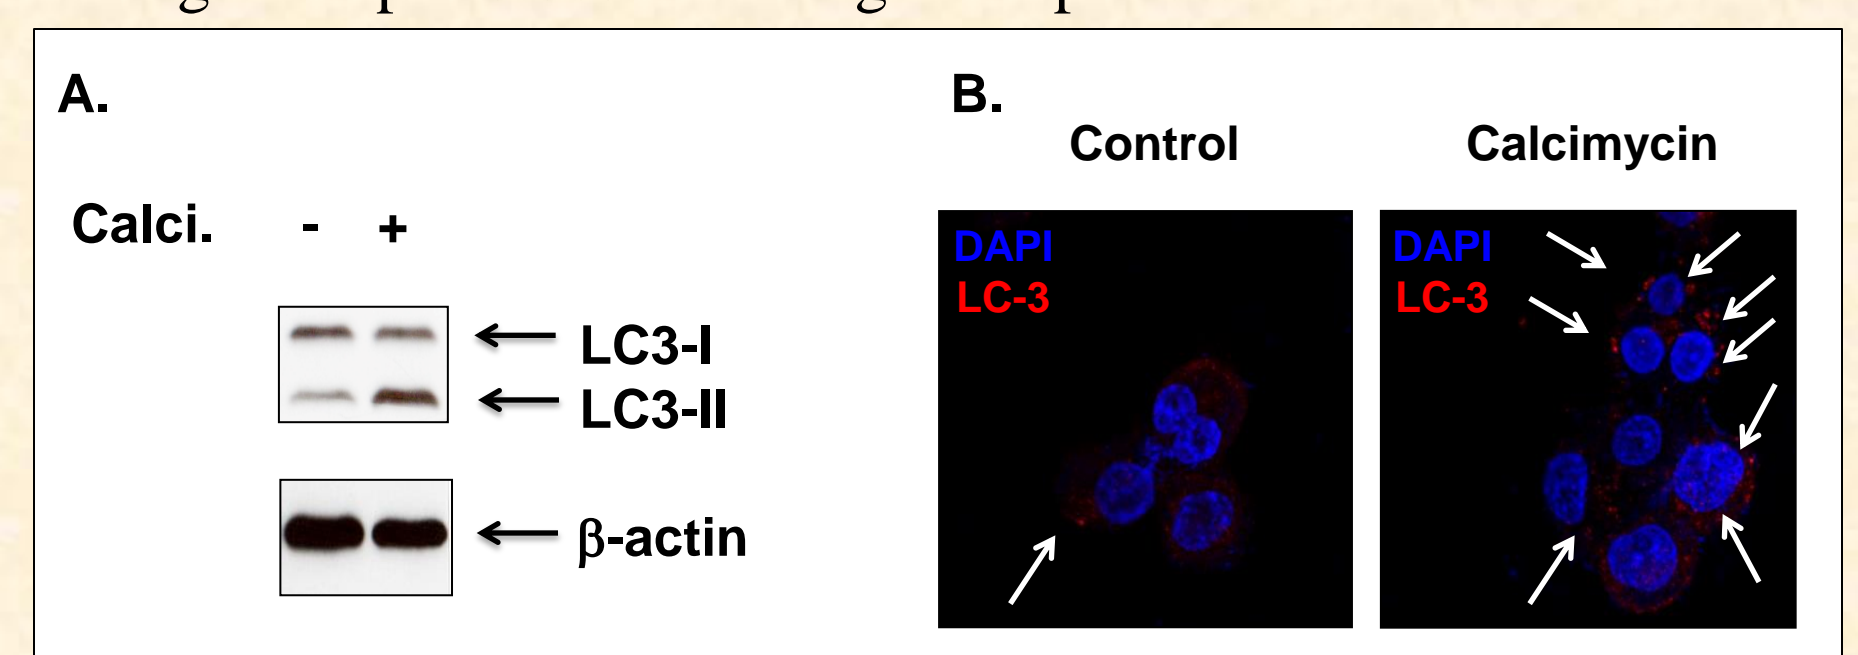 A.
B.
Control
Calcimycin
Calci. - +
DAPI
LC-3
DAPI
LC-3
LC3-I
LC3-II
β-actin